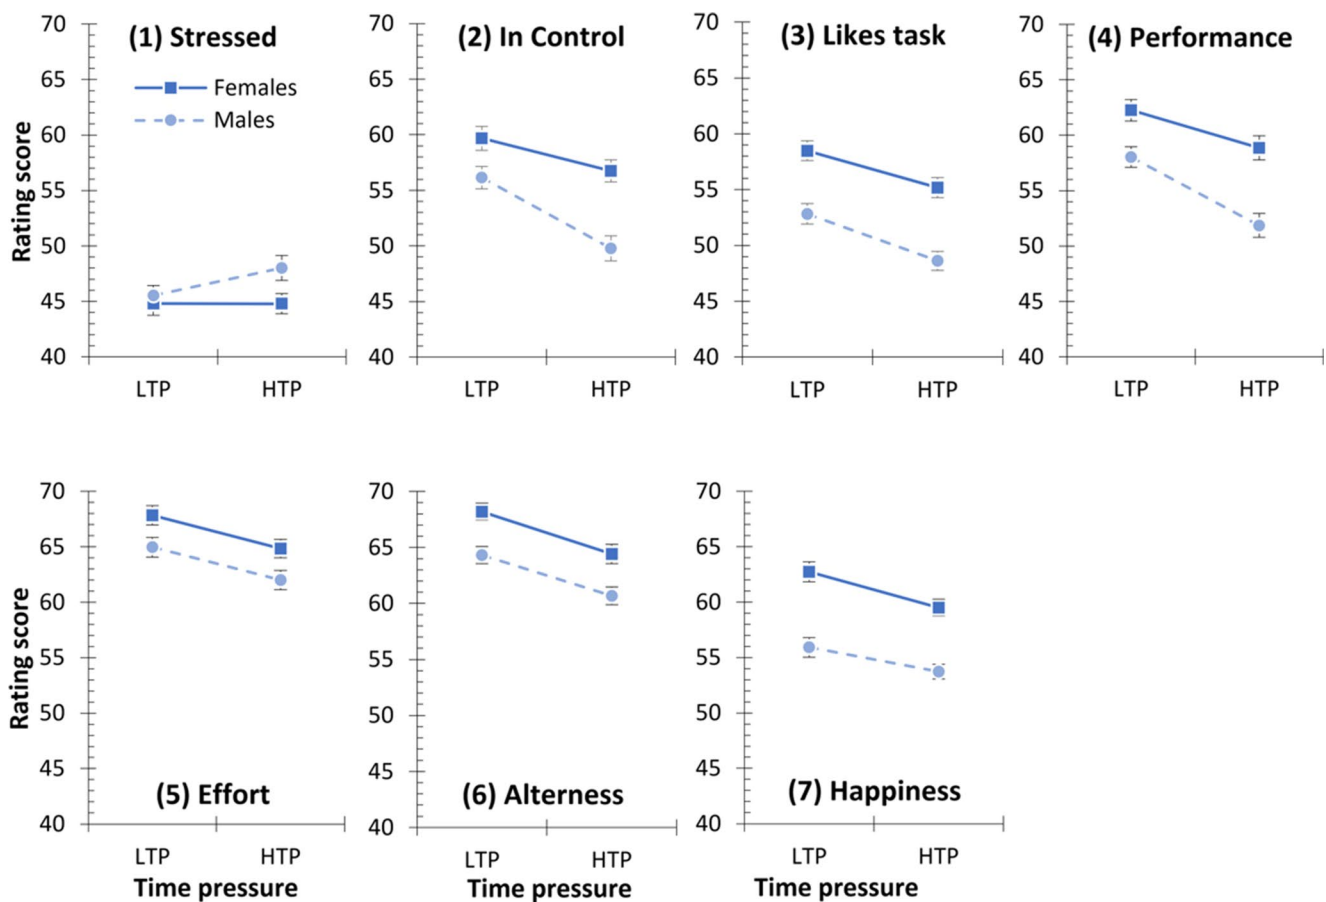 (1) Stressed
(2) In Control
(3) Likes task
(4) Performance
Females
Males
Rating score
70
65
60
55
50
45
40
LTP
HTP
70
65
60
55
50
45
40
LTP
HTP
70
65
60
55
50
45
40
LTP
HTP
70
65
60
55
50
45
40
LTP
HTP
Rating score
70
65
60
55
50
45
40
(5) Effort
LTP
HTP
Time pressure
70
65
60
55
50
45
40
(6) Alterness
LTP
HTP
Time pressure
70
65
60
55
50
45
40
(7) Happiness
LTP
HTP
Time pressure